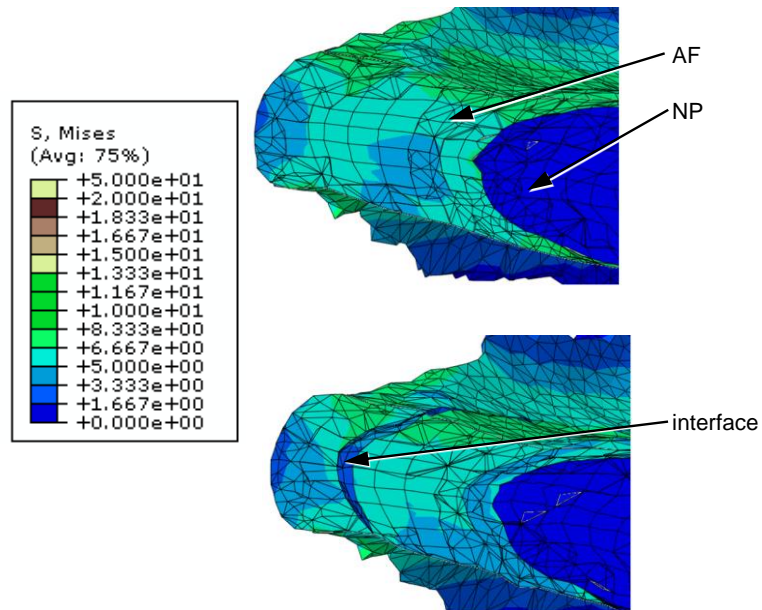 S, Mises
(Avg: 75%)
+5.000e+01
+2.000e+01
+1.833e+01
+1.667e+01
+1.500e+01
+1.333e+01
+1.167e+01
+1.000e+01
+8.333e+00
+6.667e+00
+5.000e+00
+3.333e+00
+1.667e+00
+0.000e+00
AF
NP
interface